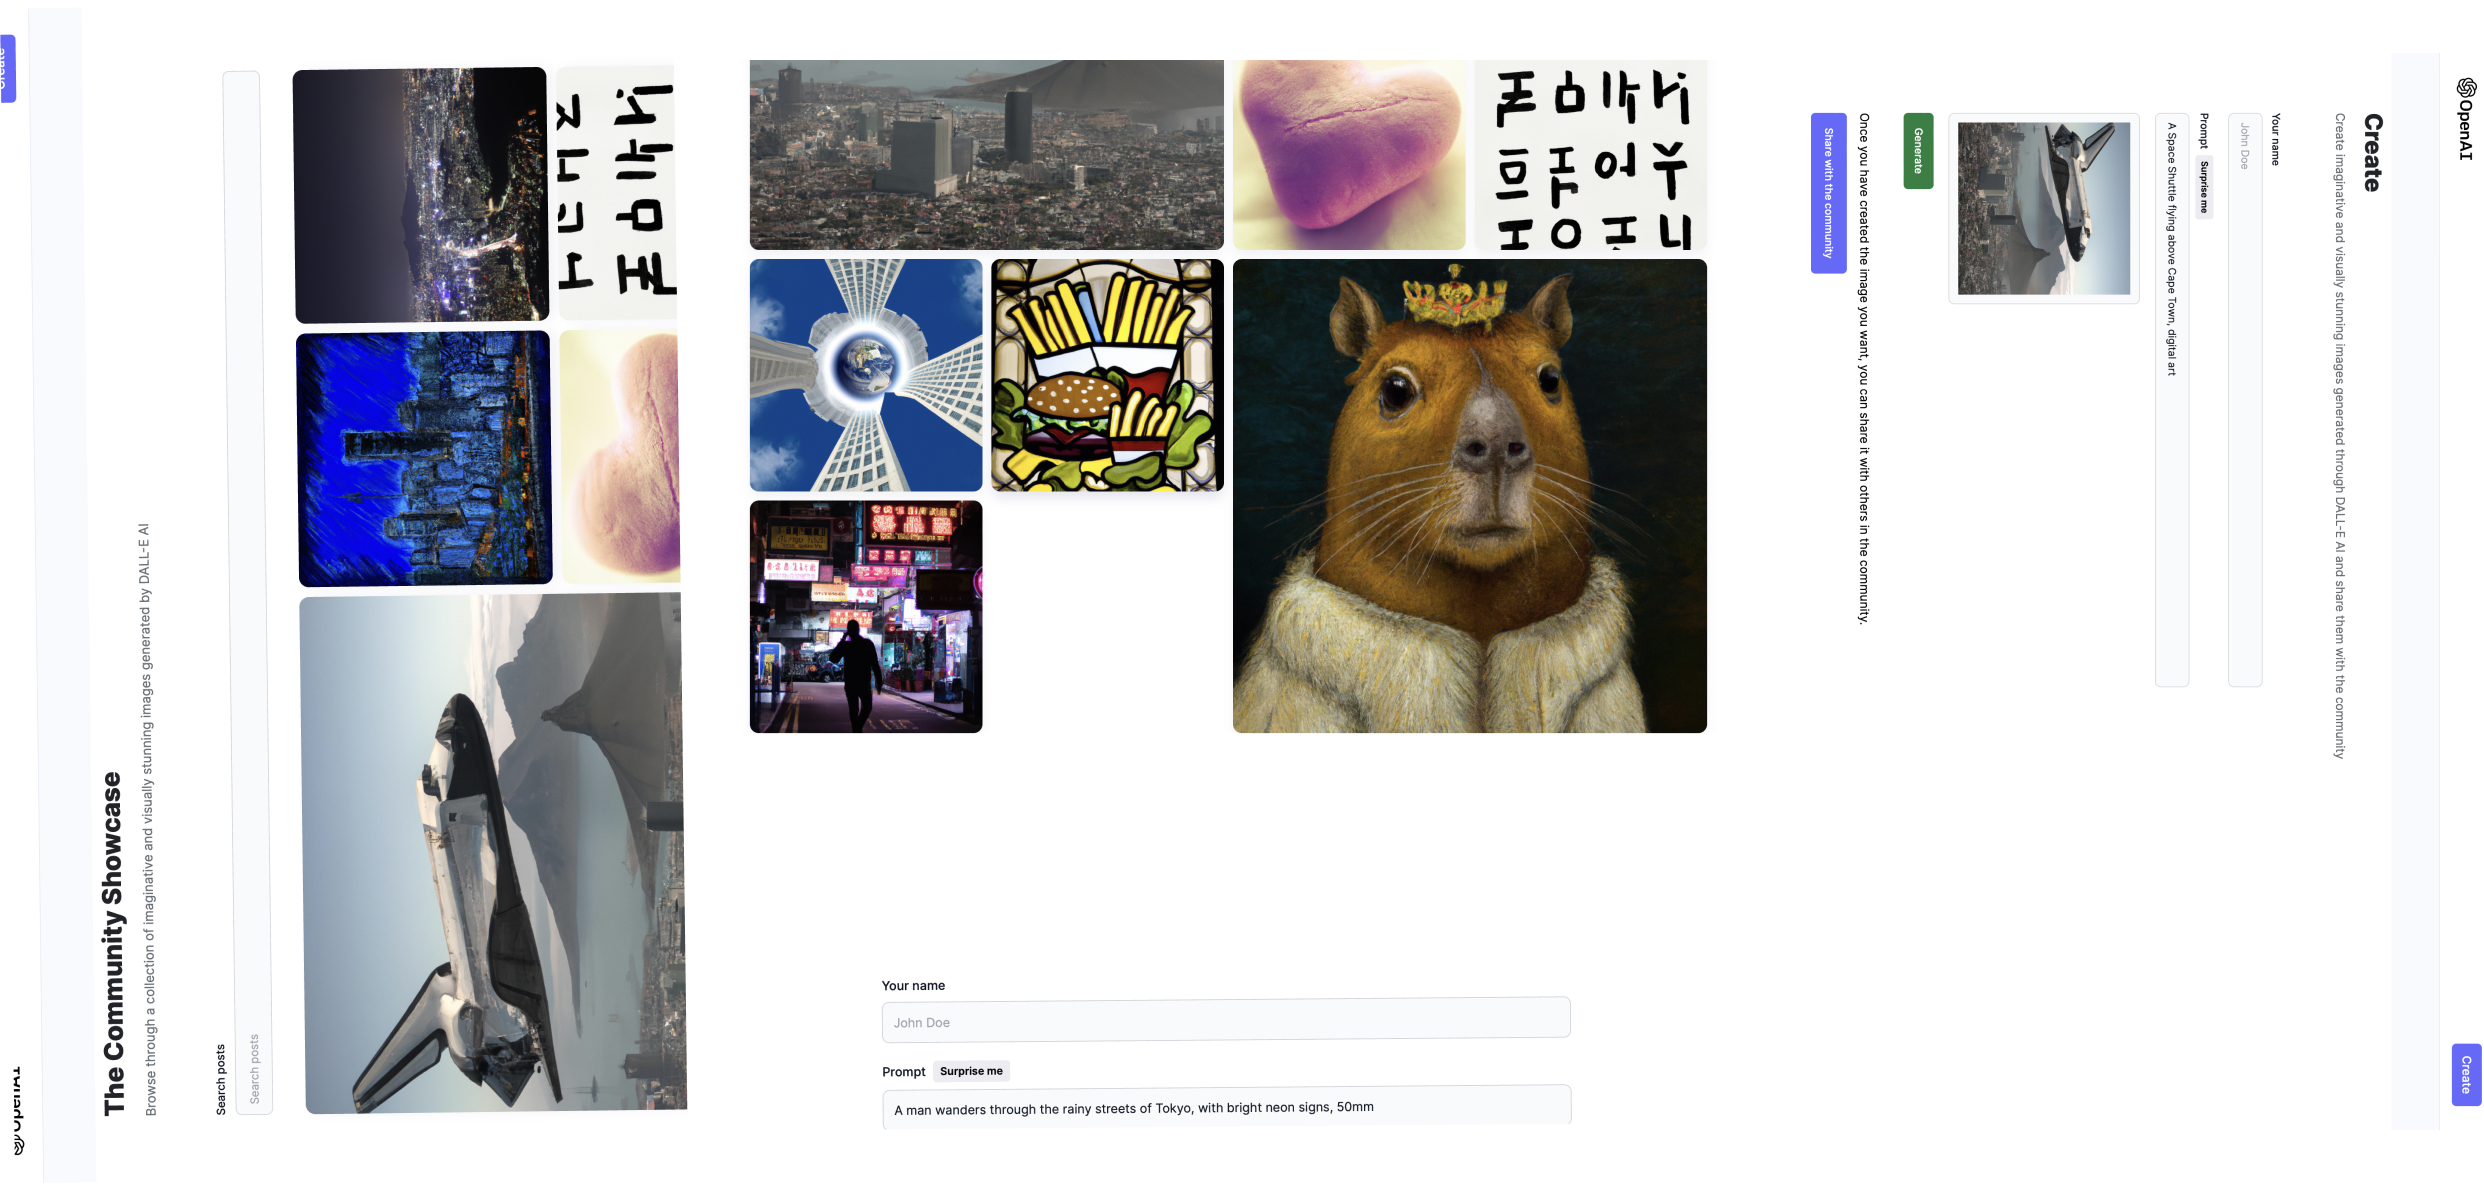 Create
The Community Showcase
Browse through a collection of imaginative and visually stunning images generated by DALL-E AI
Search posts
Search posts
OpenAI
Your name
John Doe
Prompt Surprise me
A man wanders through the rainy streets of Tokyo, with bright neon signs, 50mm
OpenAI
Create
Create
Create imaginative and visually stunning images generated through DALL-E AI and share them with the community
Your name
John Doe
Prompt Surprise me
A Space Shuttle flying above Cape Town, digital art
Generate
Once you have created the image you want, you can share it with others in the community.
Share with the community